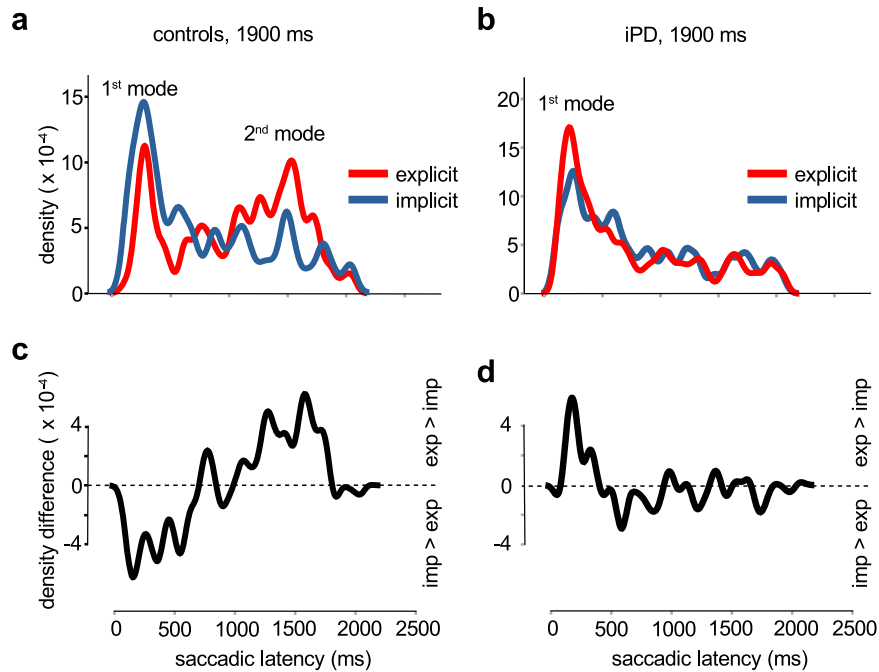 a
controls, 1900 ms
b
iPD, 1900 ms
1st mode
2nd mode
explicit
implicit
density ( x 10-4)
15
10
5
0
1st mode
explicit
implicit
20
15
10
5
0
c
density difference ( x 10-4)
4
0
-4
exp > imp
imp > exp
0 500 1000 1500 2000 2500
saccadic latency (ms)
d
4
0
-4
exp > imp
imp > exp
0 500 1000 1500 2000 2500
saccadic latency (ms)